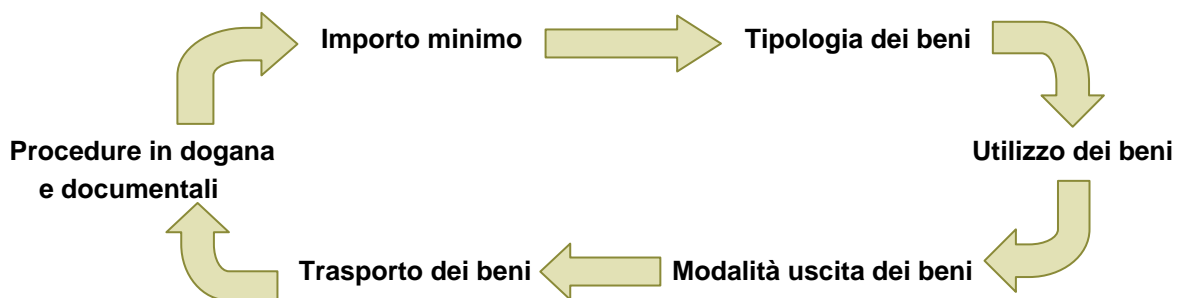 Importo minimo
Tipologia dei beni
Utilizzo dei beni
Modalità uscita dei beni
Trasporto dei beni
Procedure in dogana
e documentali